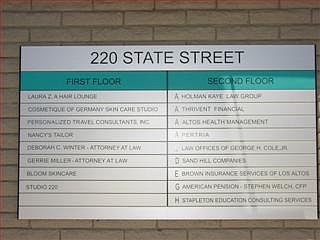 220 STATE STREET
FIRST FLOOR
LAURA Z, A HAIR LOUNGE
COSMETIQUE OF GERMANY SKIN CARE STUDIO
PERSONALIZED TRAVEL CONSULTANTS, INC.
NANCY'S TAILOR
DEBORAH C. WINTER - ATTORNEY AT LAW
GERRIE MILLER - ATTORNEY AT LAW
BLOOM SKINCARE
STUDIO 220
SECOND FLOOR
A HOLMAN KAYE LAW GROUP
A THRIVENT FINANCIAL
A ALTOS HEALTH MANAGEMENT
A PERTRIA
LAW OFFICES OF GEORGE H. COLE, JR.
D SAND HILL COMPANIES
E BROWN INSURANCE SERVICES OF LOS ALTOS
G AMERICAN PENSION - STEPHEN WELCH, CFP
H STAPLETON EDUCATION CONSULTING SERVICES